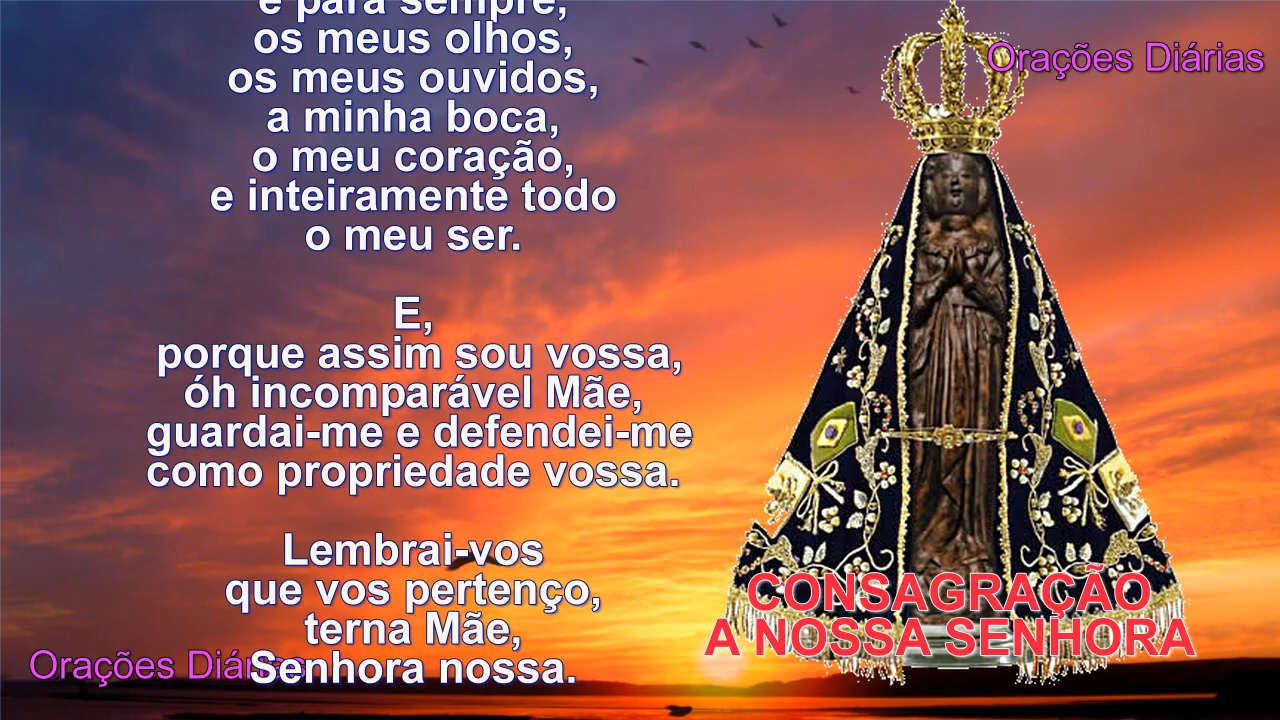 e para sempre,
os meus olhos,
os meus ouvidos,
a minha boca,
o meu coração,
e inteiramente todo
o meu ser.
E,
porque assim sou vossa,
óh incomparável Mãe,
guardai-me e defendei-me
como propriedade vossa.
Lembrai-vos
que vos pertenço,
terna Mãe,
Senhora nossa.
Orações Diárias
Orações Diárias
CONSAGRAÇÃO
A NOSSA SENHORA